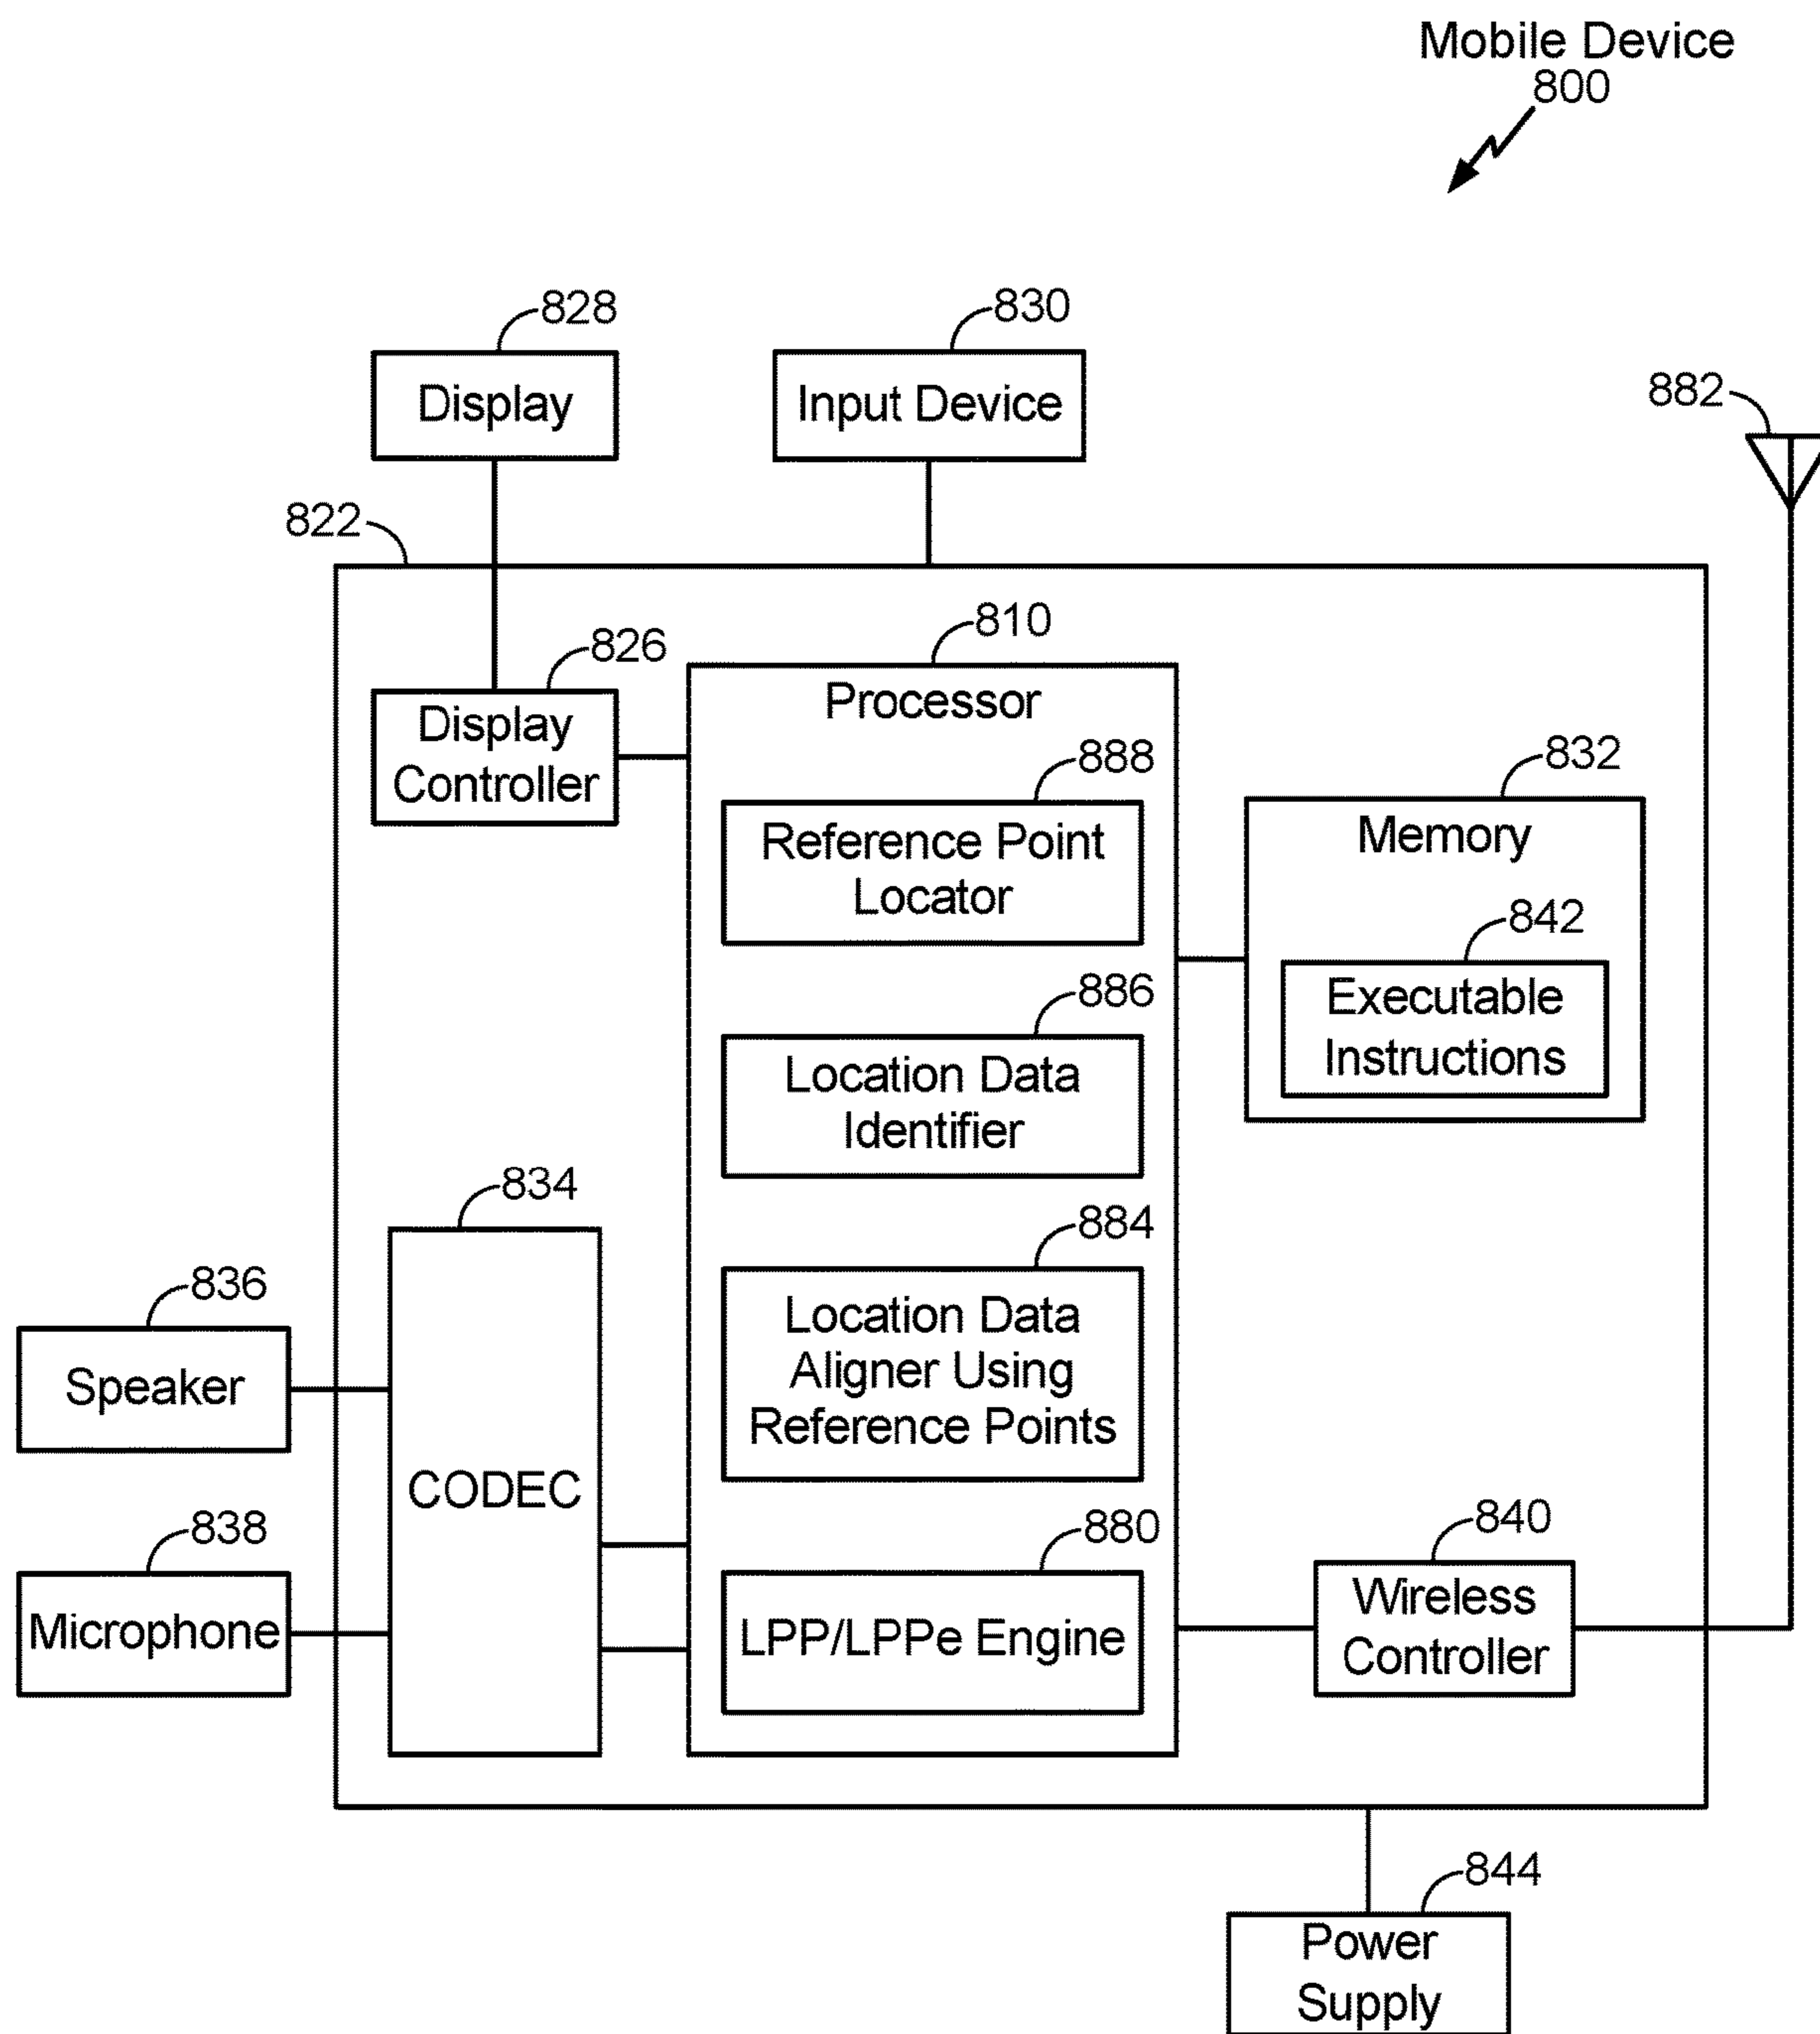 Mobile Device
800
828
830
Display
Input Device
882
822
810
826
Processor
Display
Controller
888
832
Reference Point
Locator
Memory
842
Executable
Instructions
886
Location Data
Identifier
834
884
836
Location Data
Aligner Using
Reference Points
Speaker
CODEC
838
880
840
Microphone
LPP/LPPe Engine
Wireless
Controller
844
Power
Supply